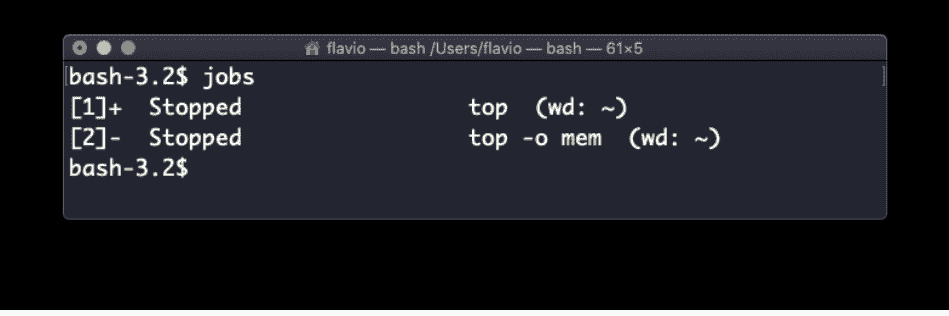 flavio — bash /Users/flavio — bash — 61×5
bash-3.2$ jobs
[1]+  Stopped                 top  (wd: ~)
[2]-  Stopped                 top -o mem  (wd: ~)
bash-3.2$